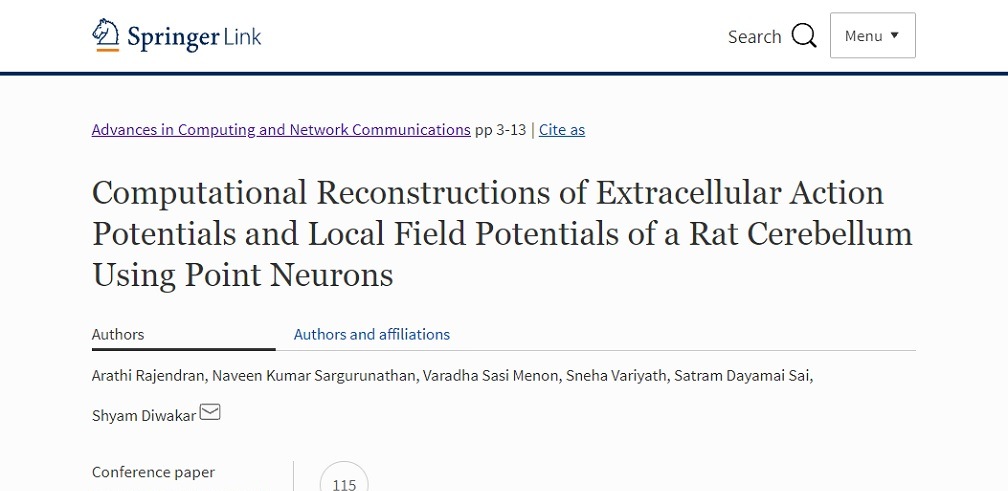 Springer Link
Search
Menu ▼
Advances in Computing and Network Communications pp 3-13 | Cite as
Computational Reconstructions of Extracellular Action
Potentials and Local Field Potentials of a Rat Cerebellum
Using Point Neurons
Authors
Authors and affiliations
Arathi Rajendran, Naveen Kumar Sargurunathan, Varadha Sasi Menon, Sneha Variyath, Satram Dayamai Sai,
Shyam Diwakar
Conference paper
115